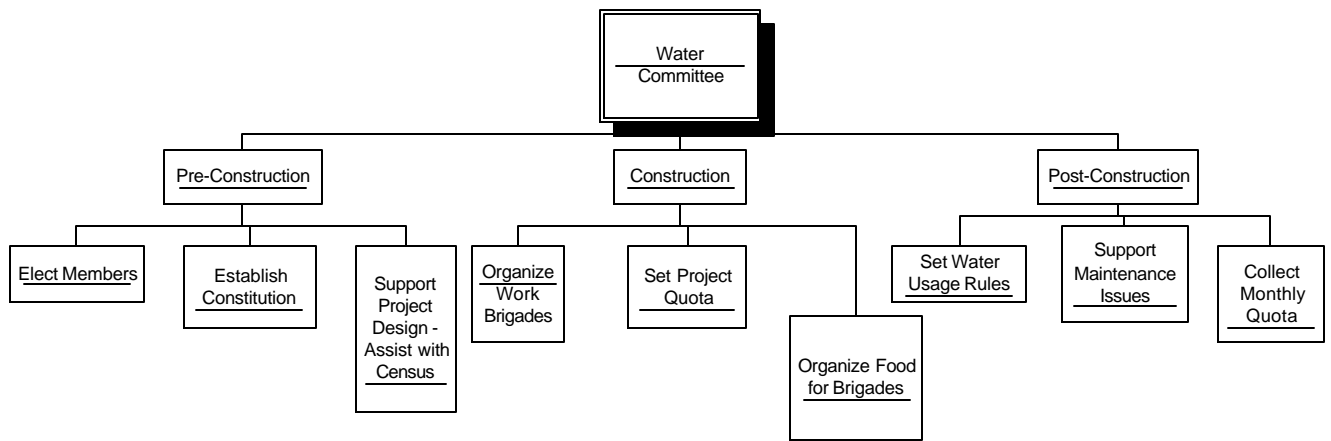 Water
Committee
Pre-Construction
Construction
Post-Construction
Elect Members
Establish
Constitution
Support
Project
Design -
Assist with
Census
Organize
Work
Brigades
Set Project
Quota
Organize Food
for Brigades
Set Water
Usage Rules
Support
Maintenance
Issues
Collect
Monthly
Quota